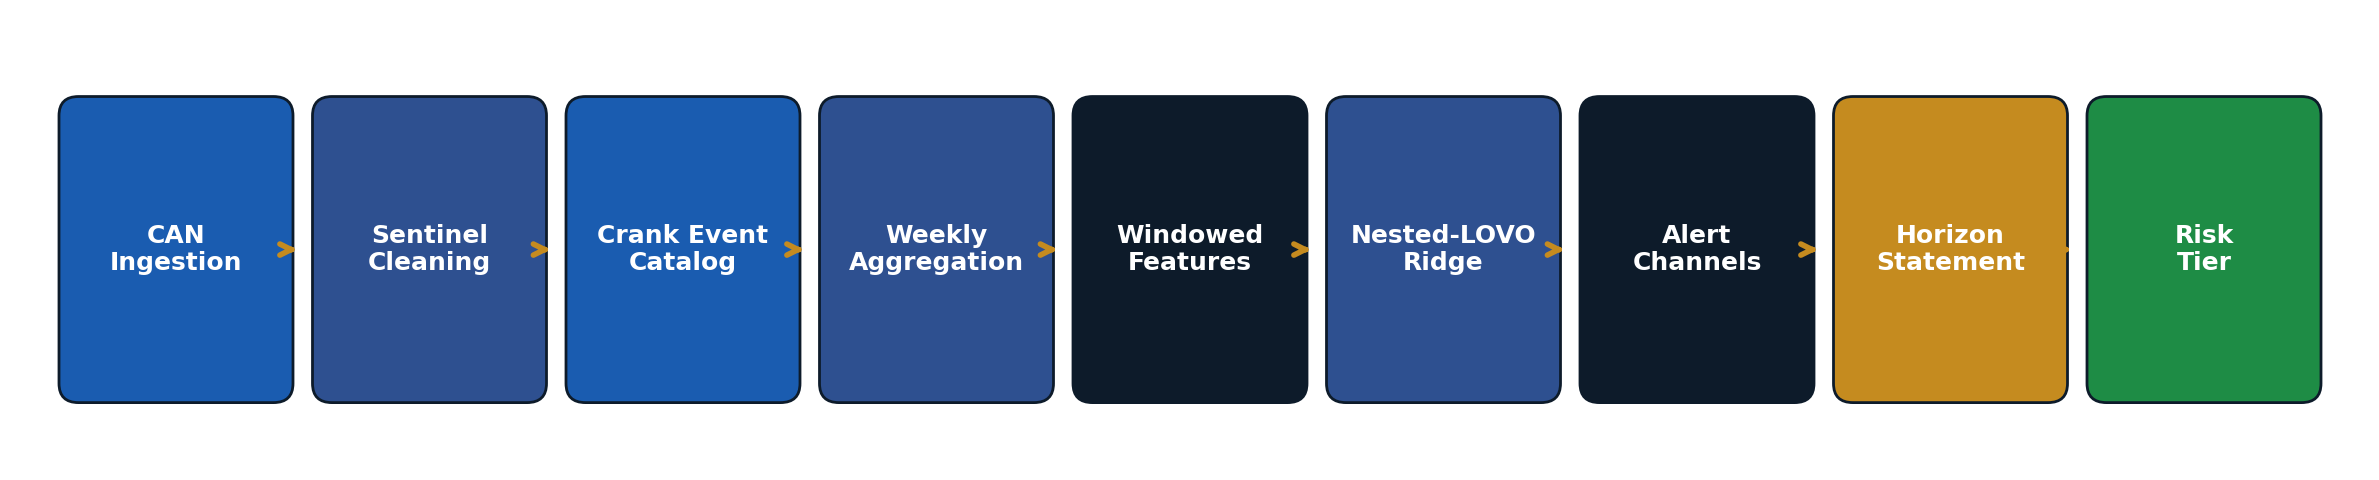 CAN
Ingestion
Sentinel
Cleaning
Crank Event
Catalog
Weekly
Aggregation
Windowed
Features
Nested-LOVO
Ridge
Alert
Channels
Horizon
Statement
Risk
Tier